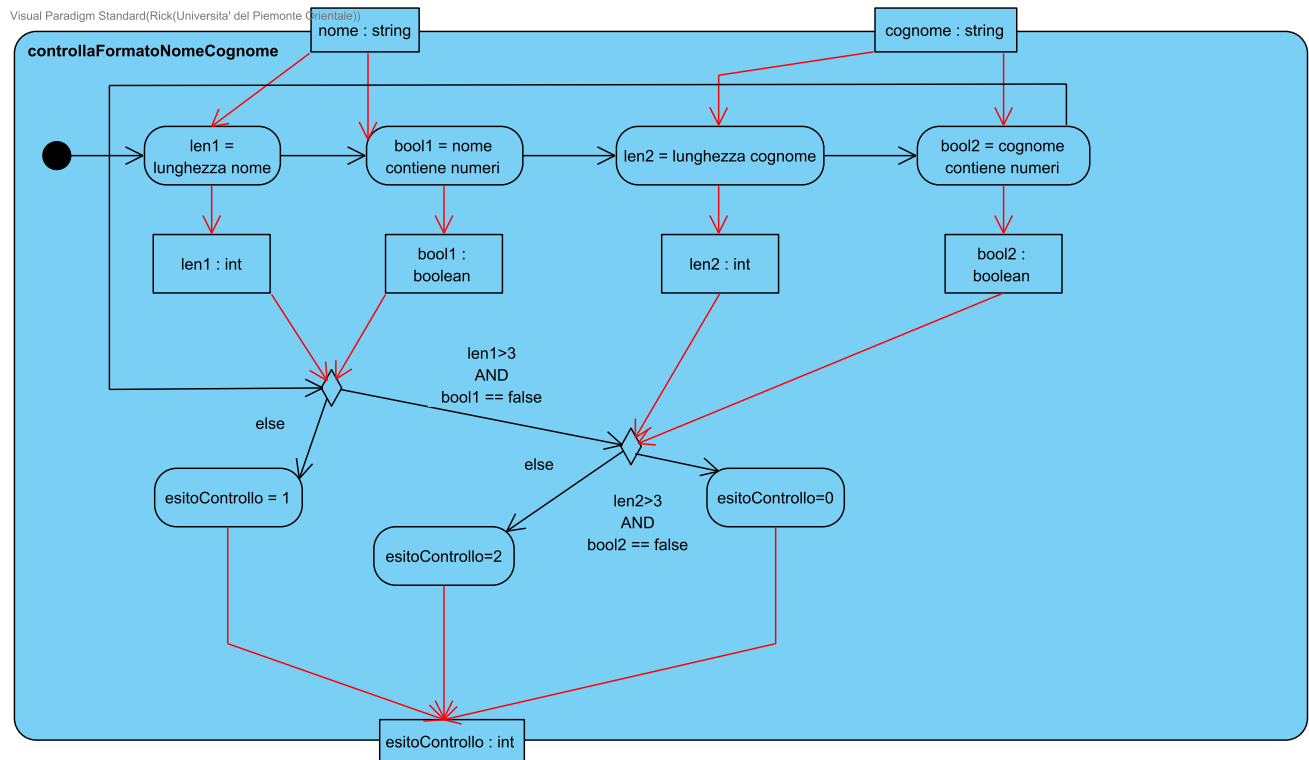 Visual Paradigm Standard(Rick(Universita' del Piemonte Orientale))
nome : string
cognome : string
controllaFormatoNomeCognome
len1 =
lunghezza nome
bool1 = nome
contiene numeri
len2 = lunghezza cognome
bool2 = cognome
contiene numeri
len1 : int
bool1 :
boolean
len2 : int
bool2 :
boolean
len1>3
AND
bool1 == false
else
else
esitoControllo = 1
esitoControllo=0
len2>3
AND
bool2 == false
esitoControllo=2
esitoControllo : int